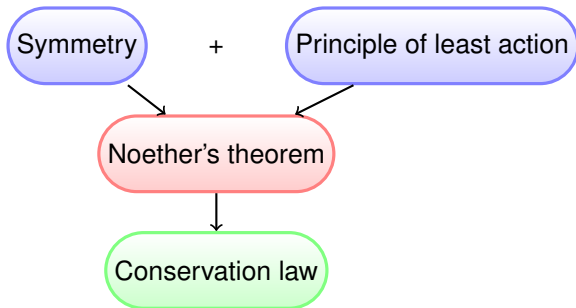 Symmetry + Principle of least action
Noether's theorem
Conservation law